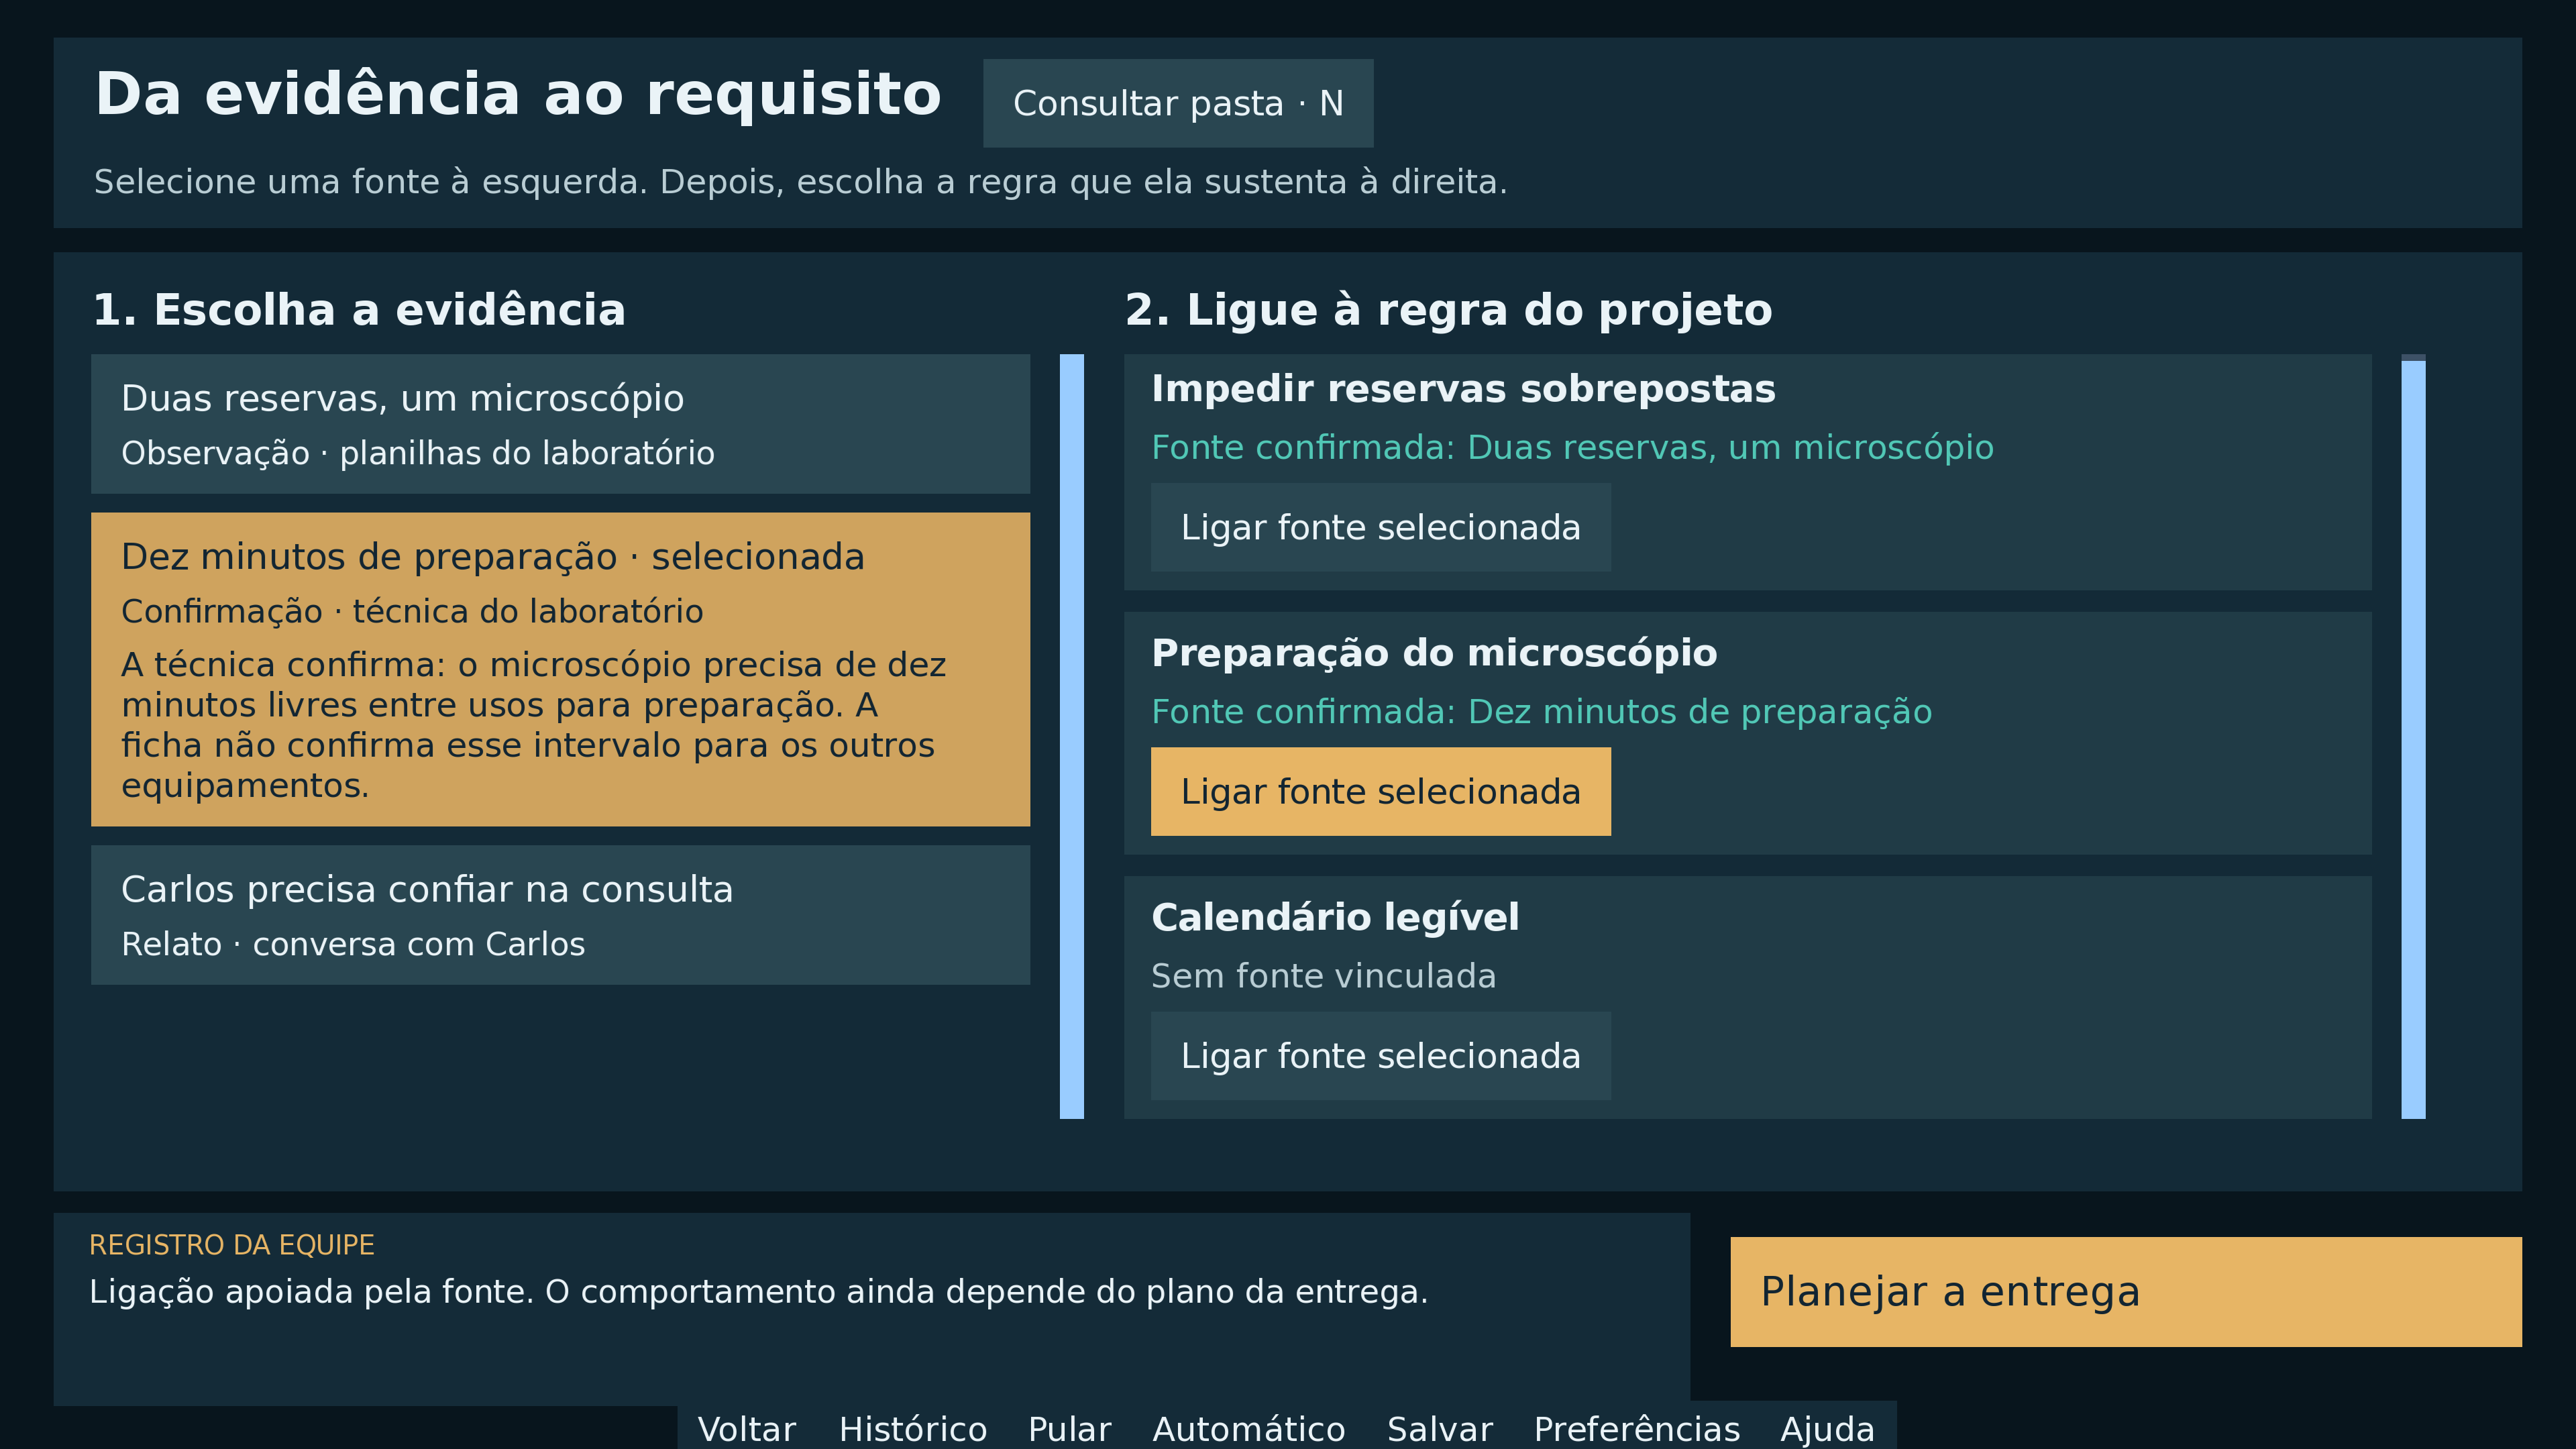 Da evidência ao requisito
Consultar pasta · N
Selecione uma fonte à esquerda. Depois, escolha a regra que ela sustenta à direita.
1. Escolha a evidência
Duas reservas, um microscópio
Observação · planilhas do laboratório
Dez minutos de preparação · selecionada
Confirmação · técnica do laboratório
A técnica confirma: o microscópio precisa de dez
minutos livres entre usos para preparação. A
ficha não confirma esse intervalo para os outros
equipamentos.
Carlos precisa confiar na consulta
Relato · conversa com Carlos
2. Ligue à regra do projeto
Impedir reservas sobrepostas
Fonte confirmada: Duas reservas, um microscópio
Ligar fonte selecionada
Preparação do microscópio
Fonte confirmada: Dez minutos de preparação
Ligar fonte selecionada
Calendário legível
Sem fonte vinculada
Ligar fonte selecionada
REGISTRO DA EQUIPE
Ligação apoiada pela fonte. O comportamento ainda depende do plano da entrega.
Planejar a entrega
Voltar Histórico Pular Automático Salvar Preferências Ajuda